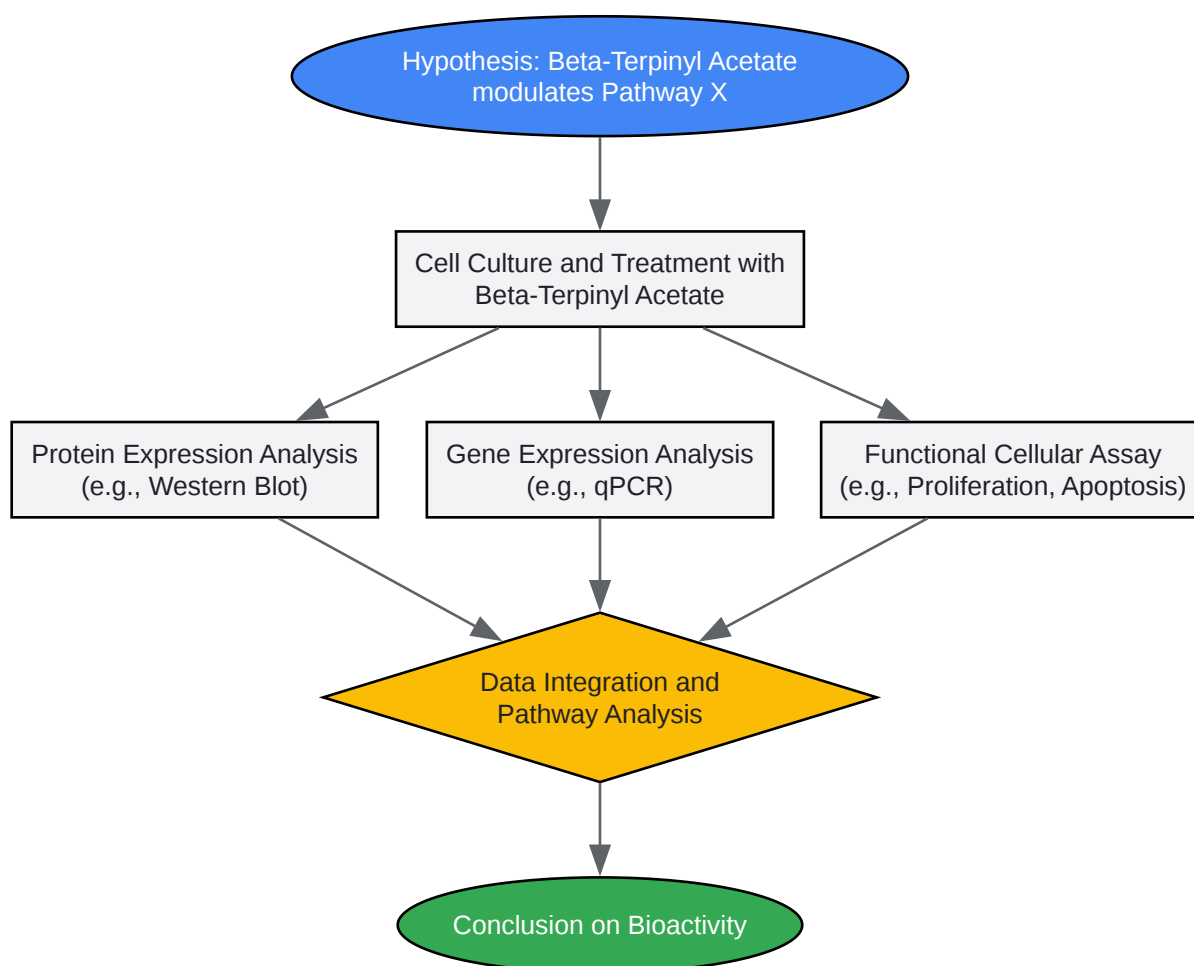 Hypothesis: Beta-Terpinyl Acetate
modulates Pathway X
Cell Culture and Treatment with
Beta-Terpinyl Acetate
Protein Expression Analysis
(e.g., Western Blot)
Gene Expression Analysis
(e.g., qPCR)
Functional Cellular Assay
(e.g., Proliferation, Apoptosis)
Data Integration and
Pathway Analysis
Conclusion on Bioactivity